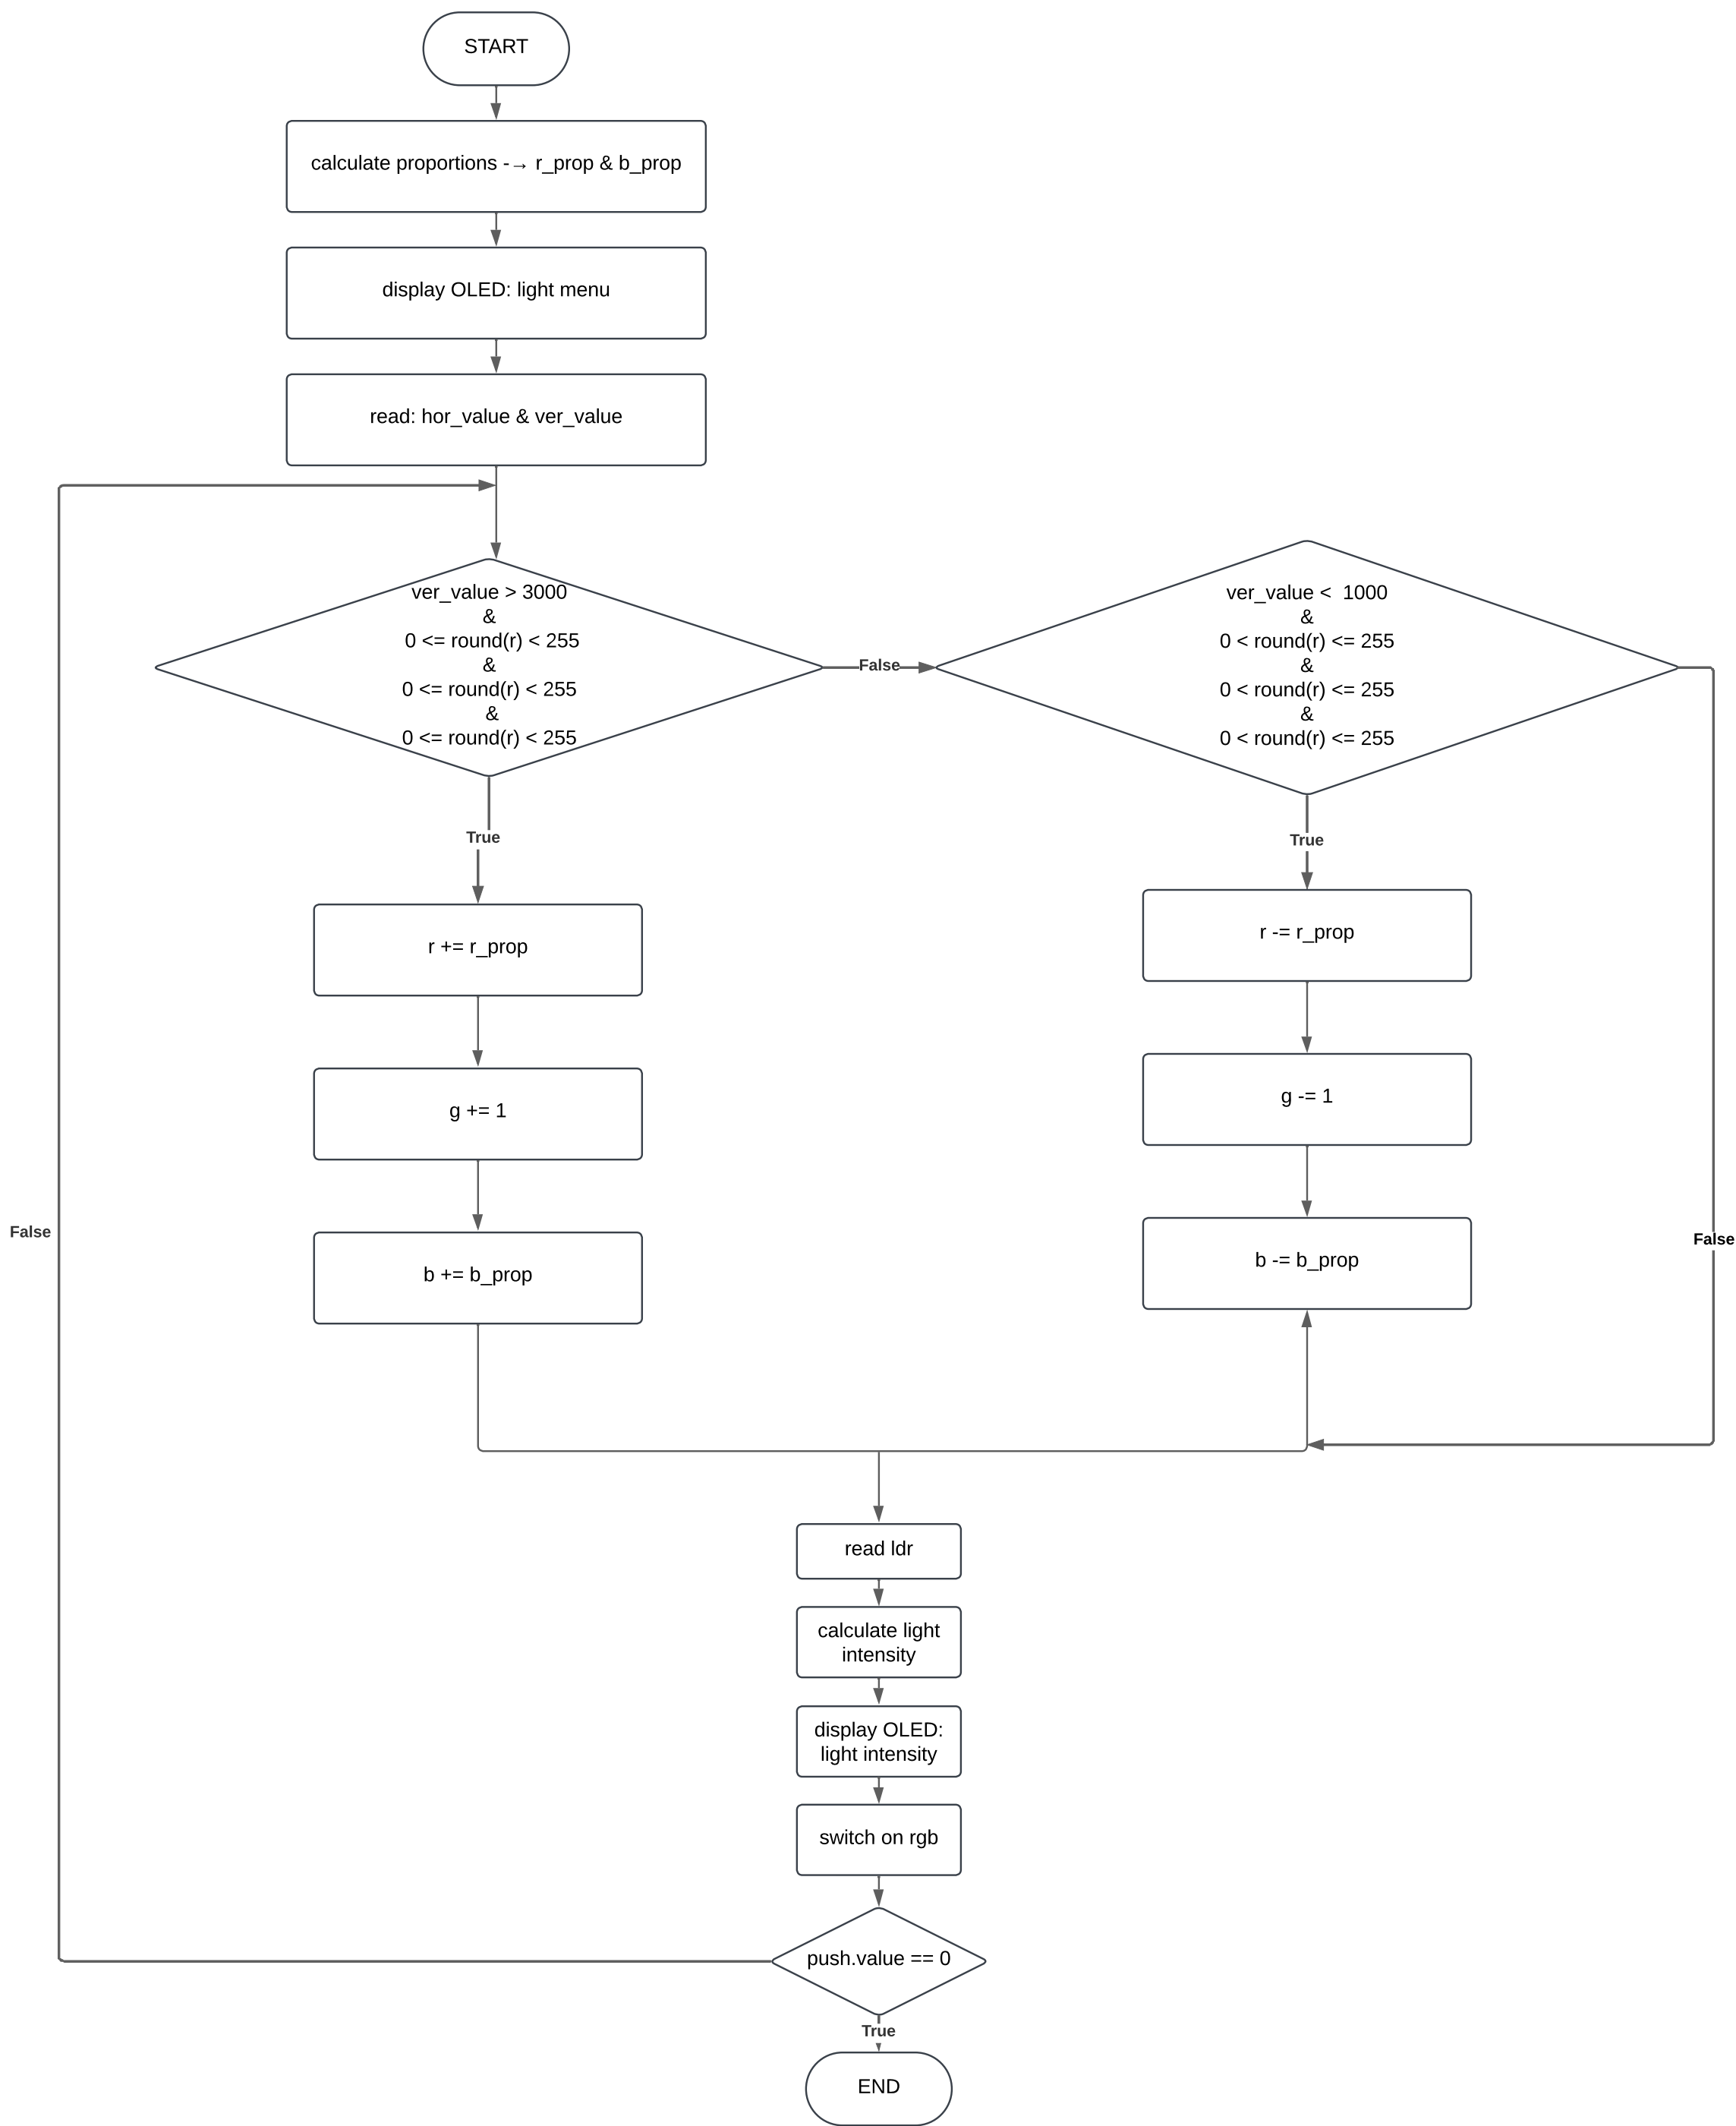 START
calculate proportions -→ r_prop & b_prop
display OLED: light menu
read: hor_value & ver_value
ver_value > 3000
&
0 <= round(r) < 255
&
0 <= round(r) < 255
&
0 <= round(r) < 255
False
ver_value <  1000
&
0 < round(r) <= 255
&
0 < round(r) <= 255
&
0 < round(r) <= 255
True
True
r += r_prop
r -= r_prop
g += 1
g -= 1
False
False
b += b_prop
b -= b_prop
read ldr
calculate light
intensity
display OLED:
light intensity
switch on rgb
push.value == 0
True
END